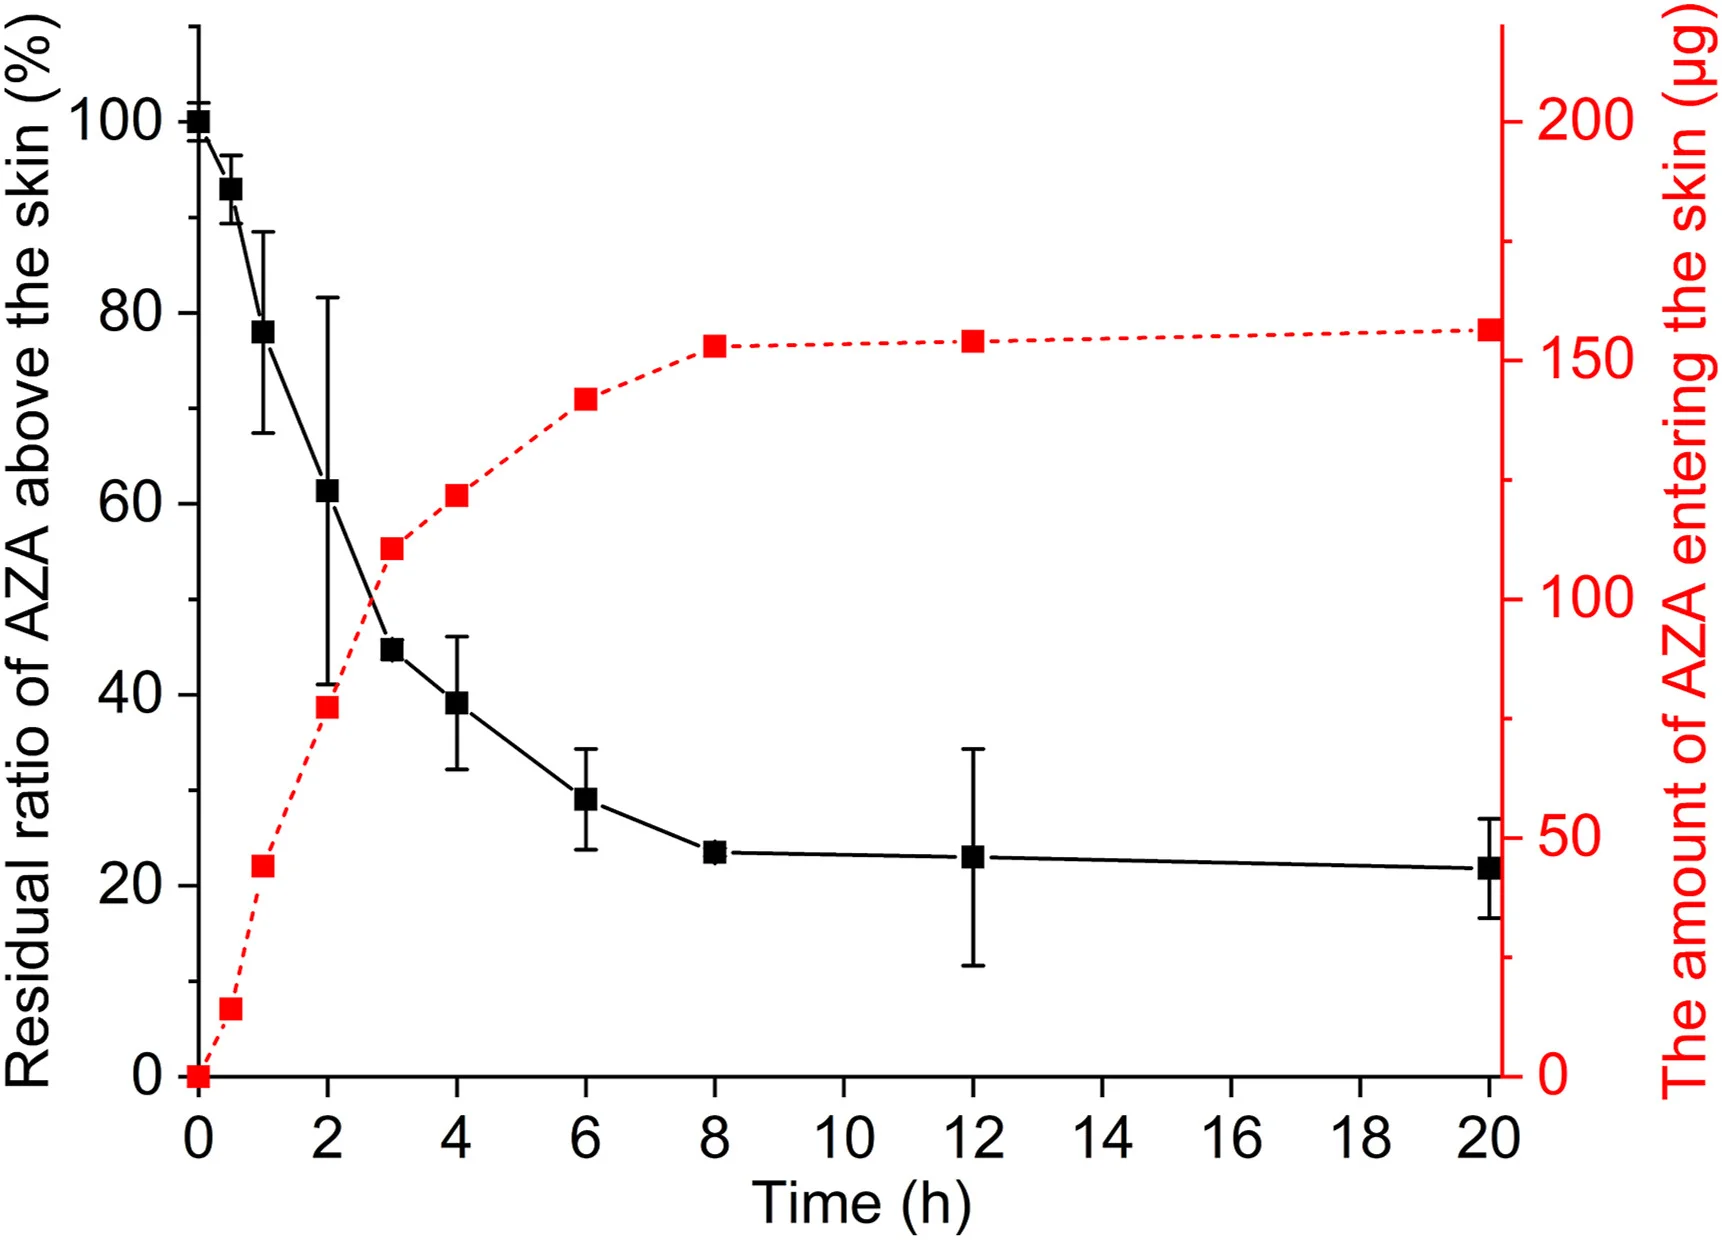 Residual ratio of AZA above the skin (%)
100
80
60
40
20
0
0 2 4 6 8 10 12 14 16 18 20
Time (h)
200
150
100
50
0
The amount of AZA entering the skin (μg)